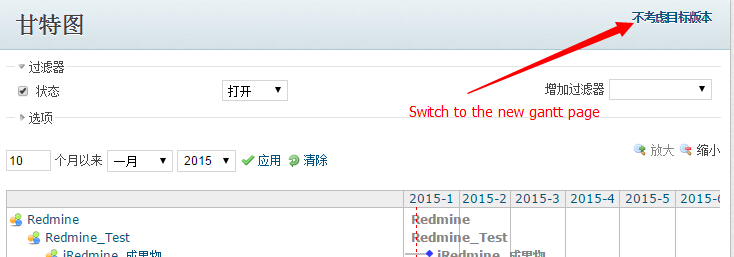 甘特图
不考虑目标版本
过滤器
状态 打开 增加过滤器
Switch to the new gantt page
选项
放大 缩小
10 个月以来 一月 2015 应用 清除
2015-1 2015-2 2015-3 2015-4 2015-5
Redmine Redmine
Redmine_Test Redmine_Test
iRedmine_成果物 iRedmine_成果物